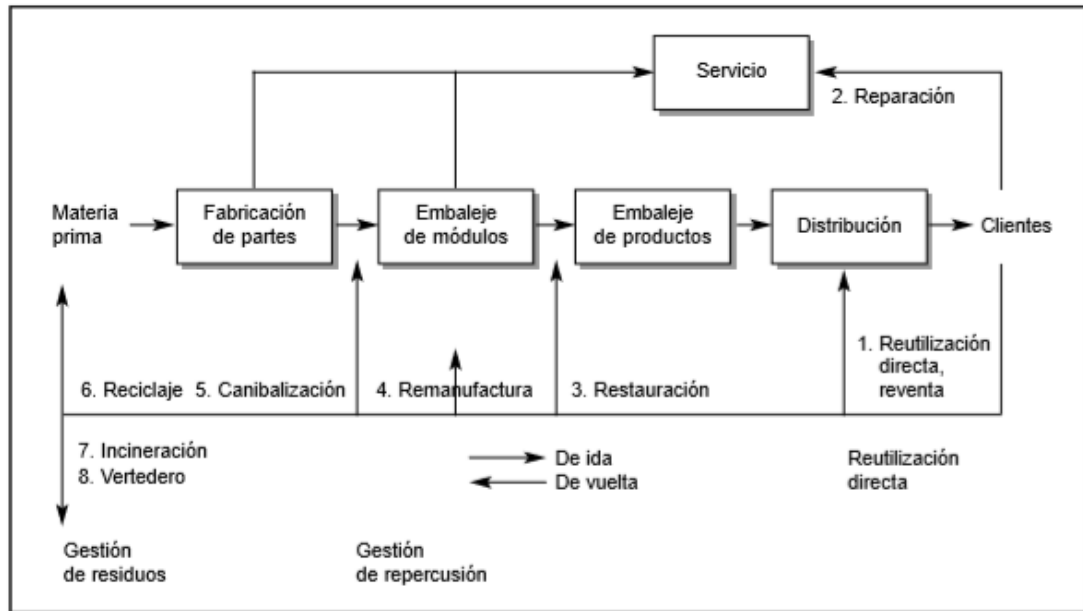 Servicio
2. Reparación
Materia
prima
Fabricación
de partes
Embaleje
de módulos
Embaleje
de productos
Distribución
Clientes
1. Reutilización
directa,
reventa
6. Reciclaje
5. Canibalización
4. Remanufactura
3. Restauración
7. Incineración
8. Vertedero
De ida
De vuelta
Reutilización
directa
Gestión
de residuos
Gestión
de repercusión